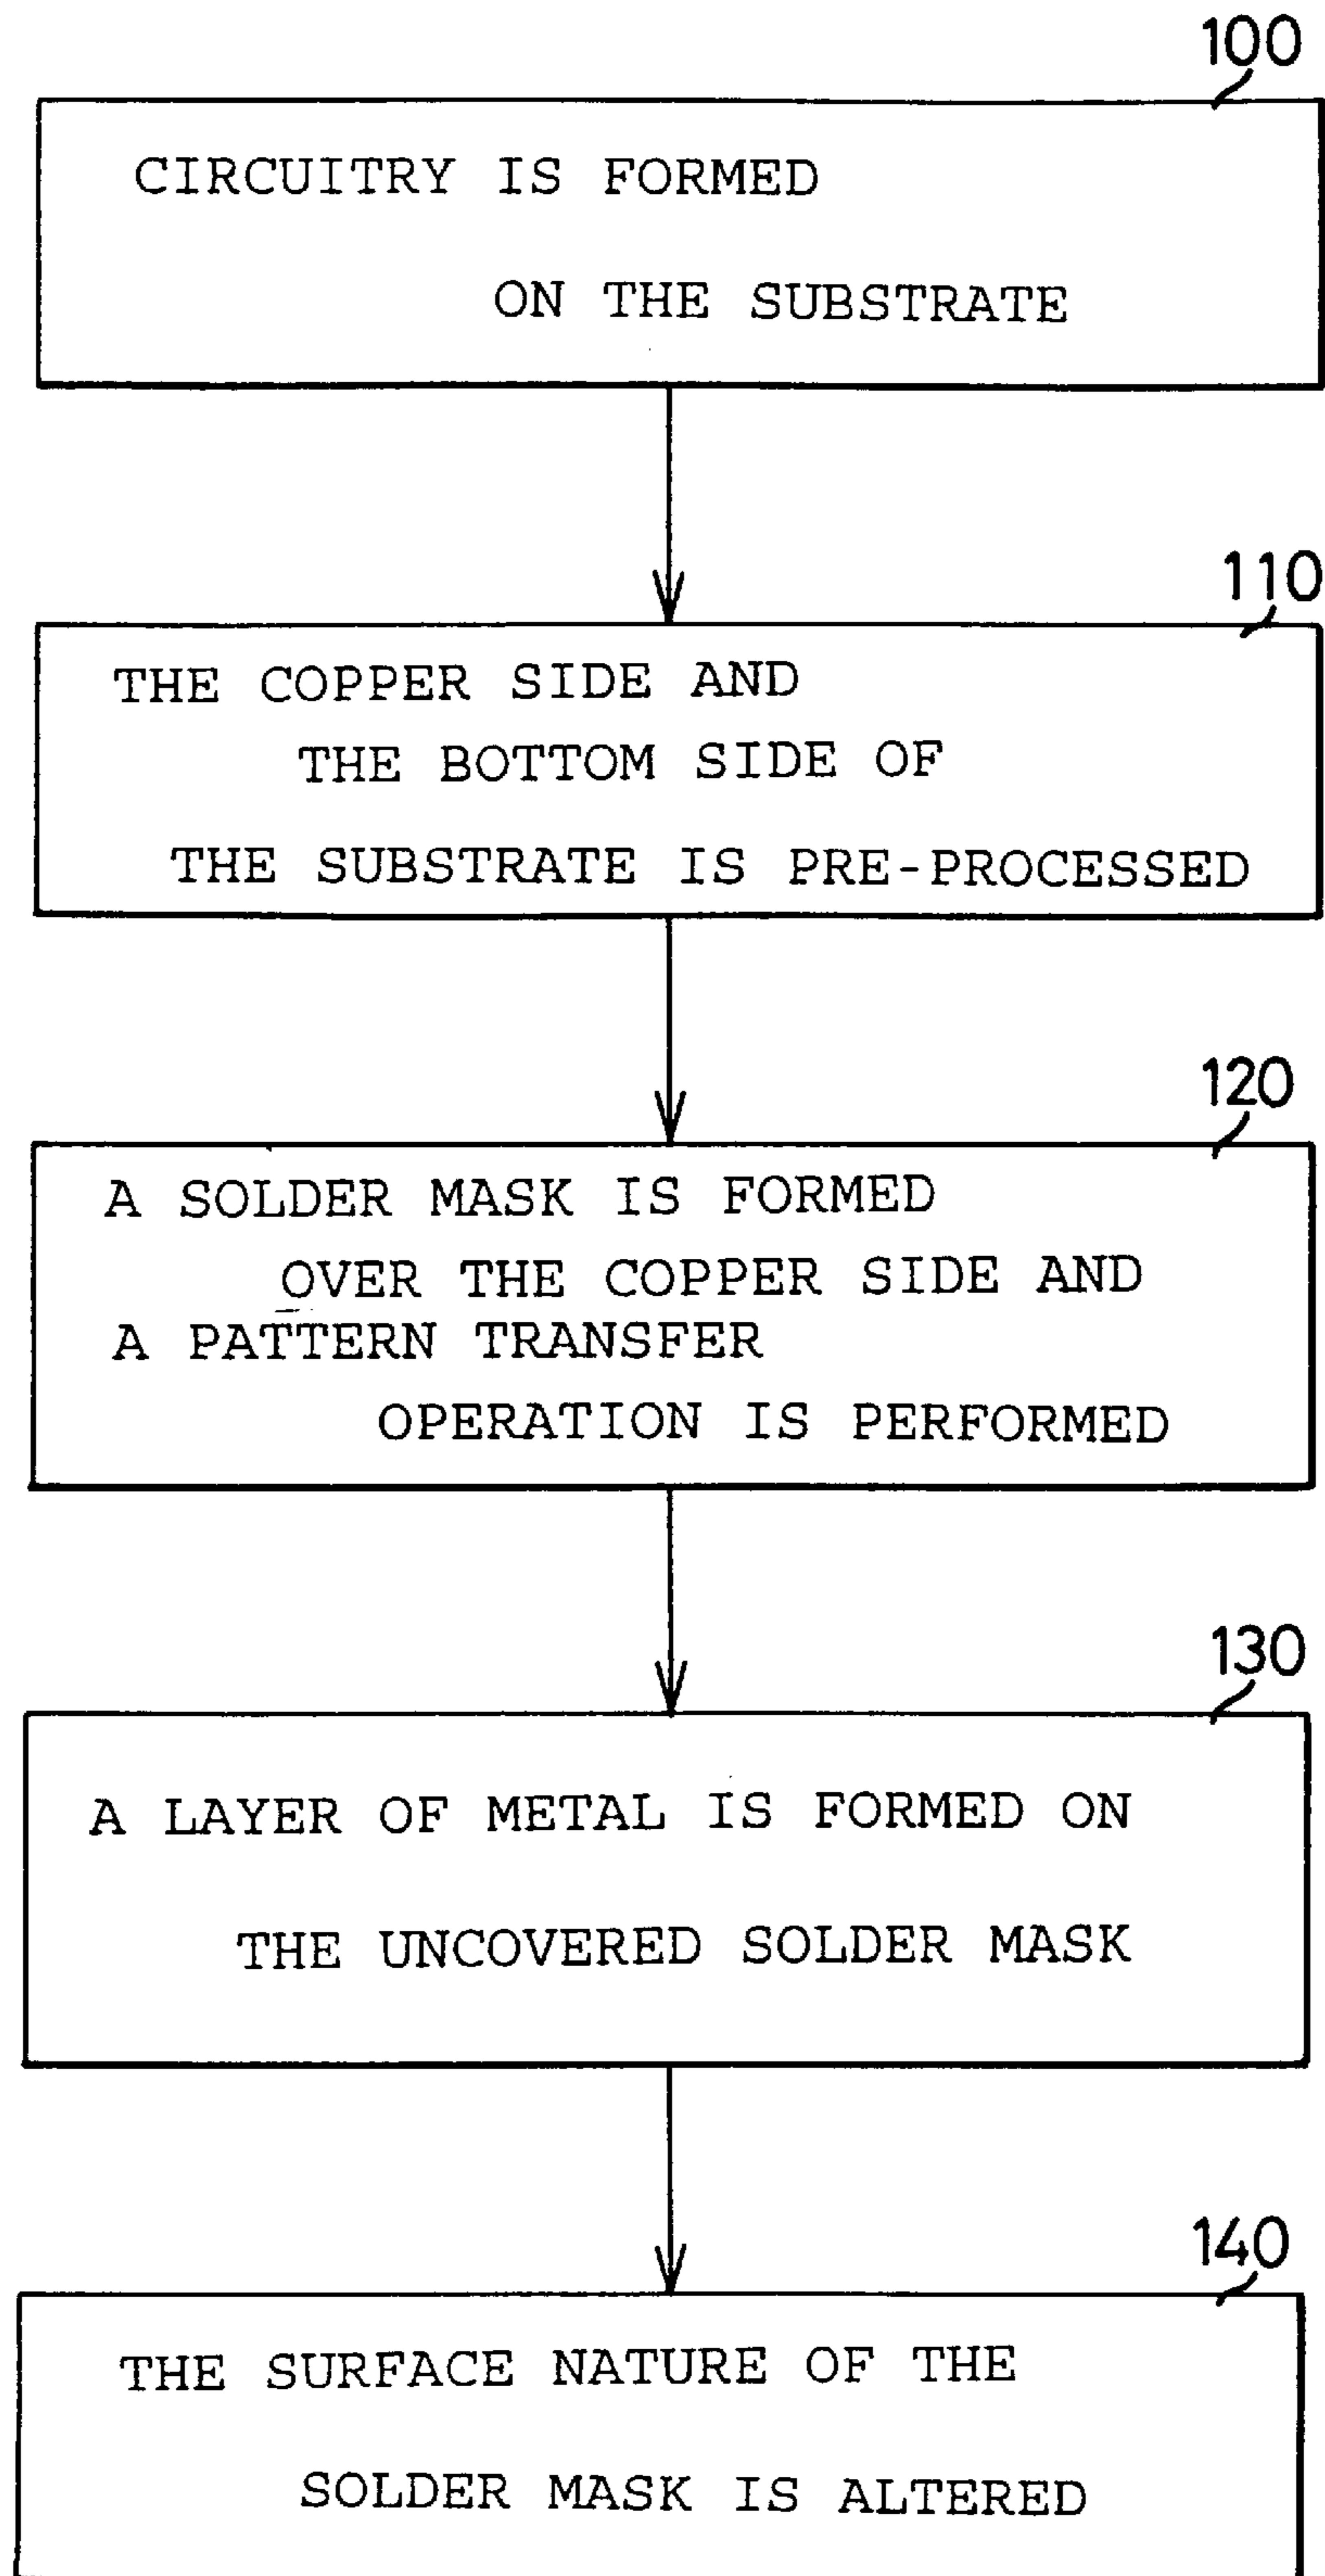 100
CIRCUITRY IS FORMED
ON THE SUBSTRATE
110
THE COPPER SIDE AND
THE BOTTOM SIDE OF
THE SUBSTRATE IS PRE-PROCESSED
120
A SOLDER MASK IS FORMED
OVER THE COPPER SIDE AND
A PATTERN TRANSFER
OPERATION IS PERFORMED
130
A LAYER OF METAL IS FORMED ON
THE UNCOVERED SOLDER MASK
140
THE SURFACE NATURE OF THE
SOLDER MASK IS ALTERED